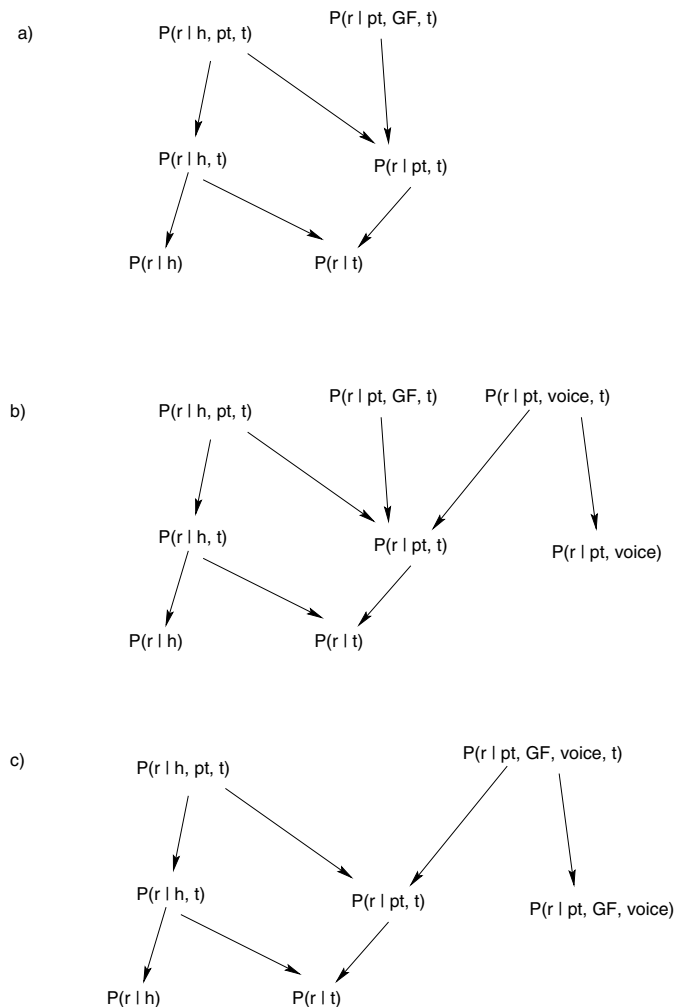 a)
P(r | h, pt, t)
P(r | pt, GF, t)
P(r | h, t)
P(r | pt, t)
P(r | h)
P(r | t)
b)
P(r | h, pt, t)
P(r | pt, GF, t)
P(r | pt, voice, t)
P(r | h, t)
P(r | pt, t)
P(r | pt, voice)
P(r | h)
P(r | t)
c)
P(r | h, pt, t)
P(r | pt, GF, voice, t)
P(r | h, t)
P(r | pt, t)
P(r | pt, GF, voice)
P(r | h)
P(r | t)